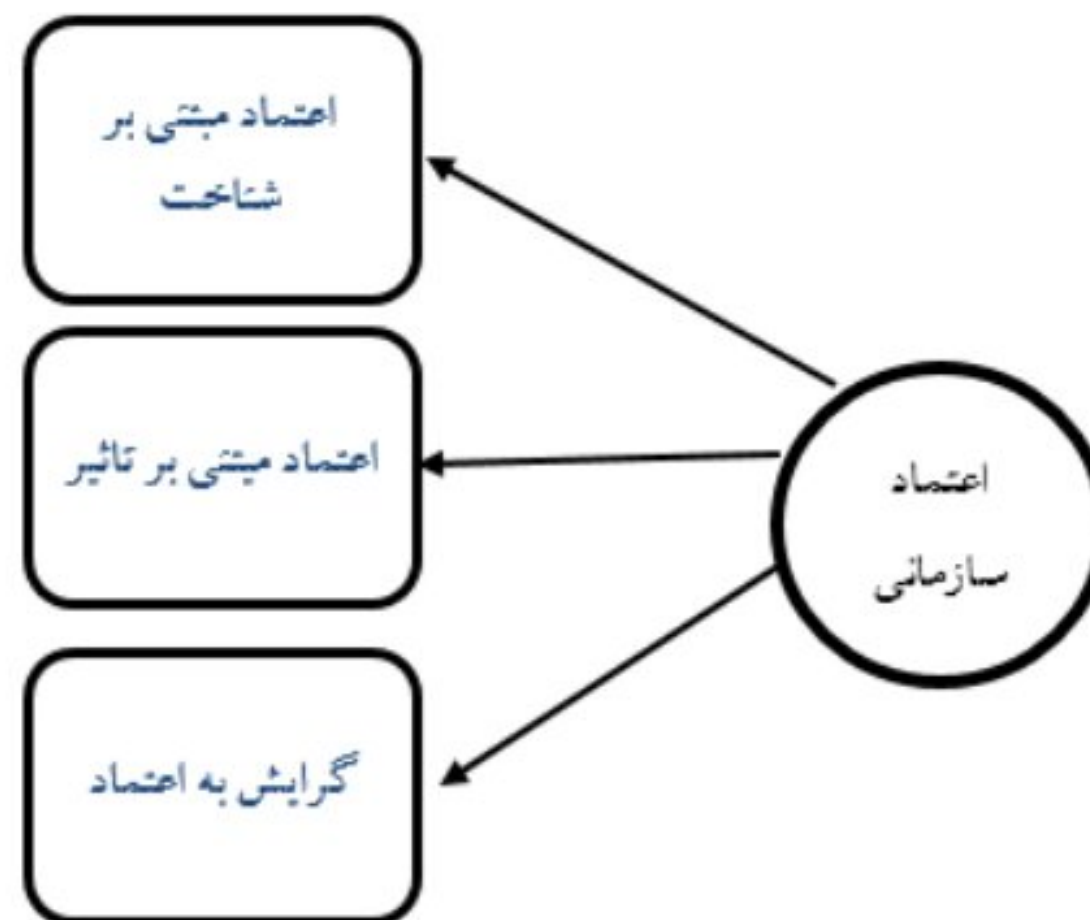 اعتماد مبتنی بر
شناخت
اعتماد مبتنی بر تاثیر
گرایش به اعتماد
اعتماد
سازمانی